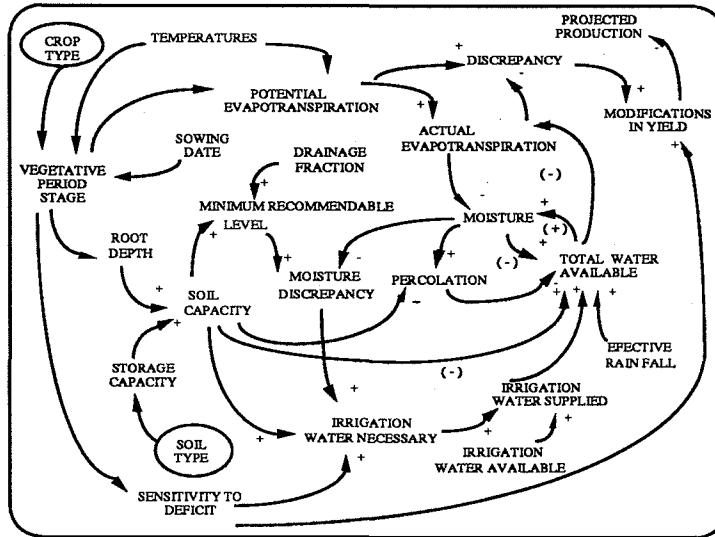 PROJECTED
PRODUCTION
CROP
TYPE
TEMPERATURES
+
DISCREPANCY
-
-
+
POTENTIAL
EVAPOTRANSPIRATION
+
MODIFICATIONS
IN YIELD
+
ACTUAL
EVAPOTRANSPIRATION
SOWING
DATE
DRAINAGE
FRACTION
VEGETATIVE
PERIOD
STAGE
(-)
+
-
+
MINIMUM RECOMMENDABLE
LEVEL
MOISTURE
(+)
+
ROOT
DEPTH
+
+
-
+
(-)
TOTAL WATER
AVAILABLE
MOISTURE
DISCREPANCY
PERCOLATION
-
+
+
+
SOIL
CAPACITY
+
-
+
STORAGE
CAPACITY
EFECTIVE
RAIN FALL
(-)
+
IRRIGATION
WATER SUPPLIED
IRRIGATION
WATER NECESSARY
+
+
+
SOIL
TYPE
+
IRRIGATION
WATER AVAILABLE
SENSITIVITY TO
DEFICIT